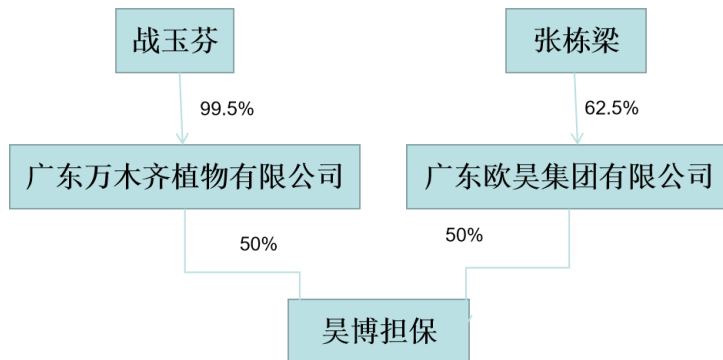 战玉芬
张栋梁
99.5%
62.5%
广东万木齐植物有限公司
广东欧昊集团有限公司
50%
50%
昊博担保